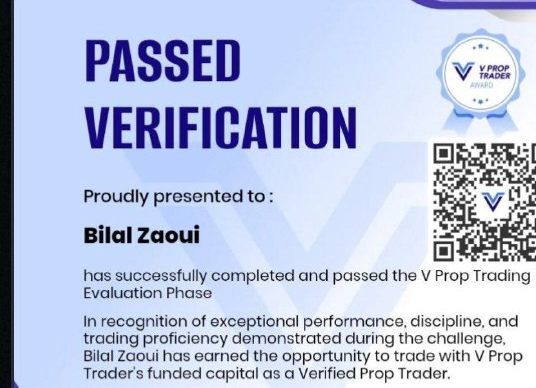 PASSED
VERIFICATION
V PROP
TRADER
AWARD
Proudly presented to :
Bilal Zaoui
has successfully completed and passed the V Prop Trading
Evaluation Phase
In recognition of exceptional performance, discipline, and
trading proficiency demonstrated during the challenge,
Bilal Zaoui has earned the opportunity to trade with V Prop
Trader's funded capital as a Verified Prop Trader.